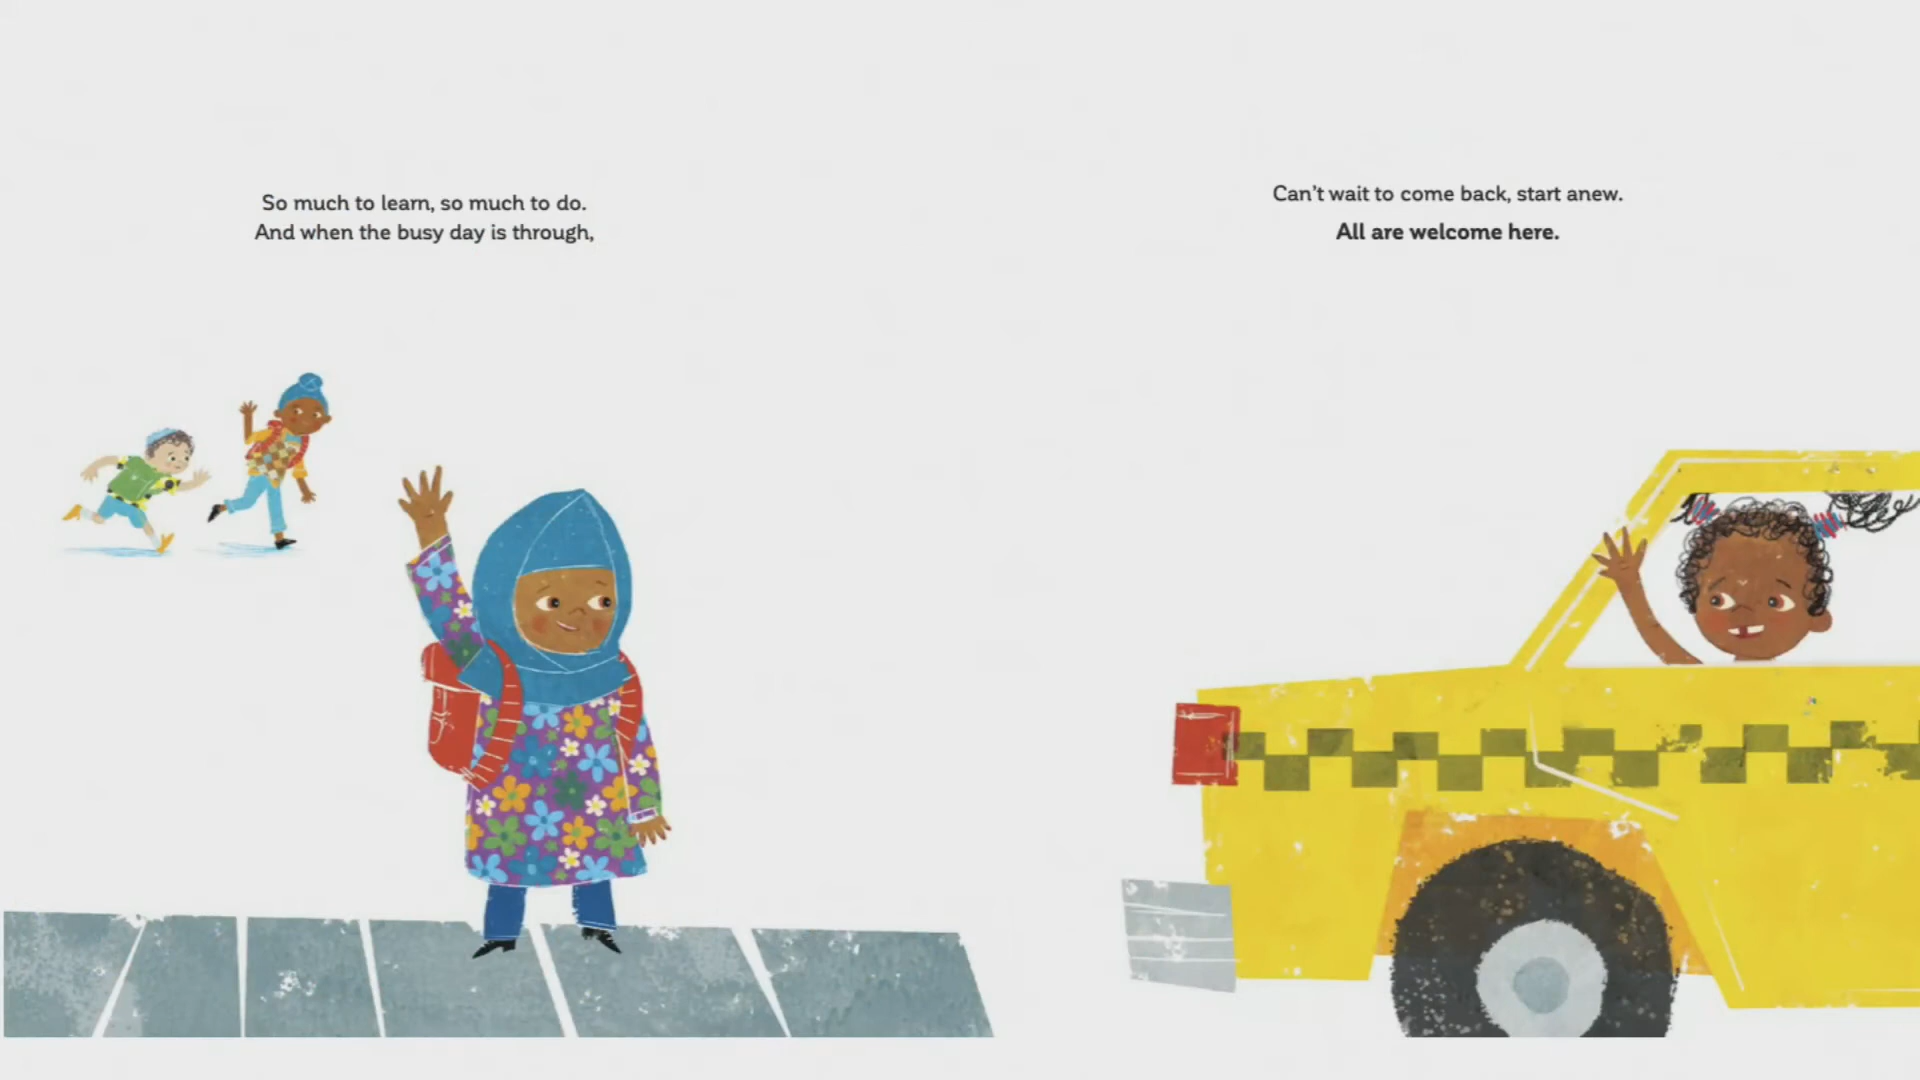 So much to learn, so much to do.
And when the busy day is through,
Can't wait to come back, start anew.
All are welcome here.